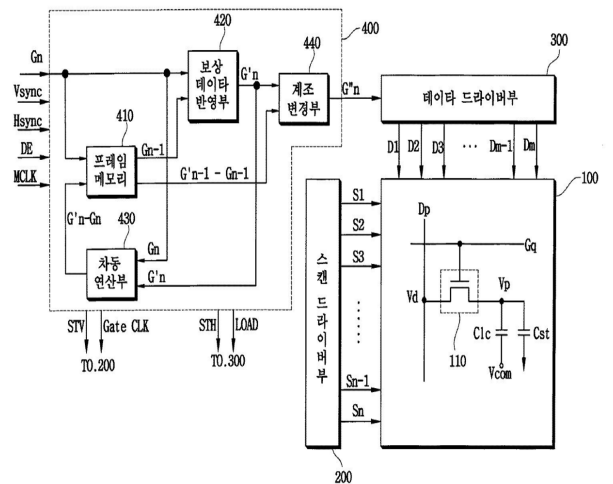 420
440
400
Gn
보상
데이타
반영부
G'n
계조
변경부
G"n
300
데이타 드라이버부
Vsync
Hsync
DE
MCLK
410
프레임
메모리
Gn-1
G'n-1 - Gn-1
D1 D2 D3 ... Dm-1 Dm
100
G'n-Gn
430
차동
연산부
Gn
G'n
스캔 드라이버부
S1
S2
S3
Sn-1
Sn
200
Dp
Gq
Vd
Vp
110
Clc
Cst
Vcom
STV
Gate CLK
TO.200
STH
LOAD
TO.300